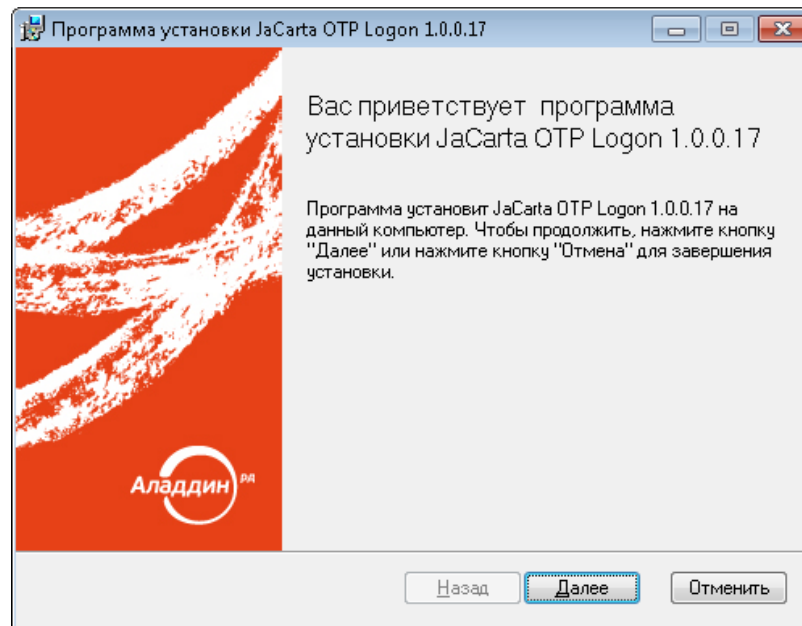 Программа установки JaCarta OTP Logon 1.0.0.17
Вас приветствует программа
установки JaCarta OTP Logon 1.0.0.17
Программа установит JaCarta OTP Logon 1.0.0.17 на
данный компьютер. Чтобы продолжить, нажмите кнопку
"Далее" или нажмите кнопку "Отмена" для завершения
установки.
Аладдин РД
Назад
Далее
Отменить